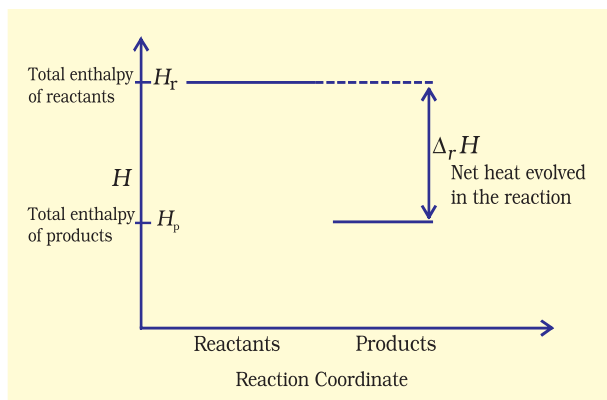 Total enthalpy
of reactants
Hr
ΔrH
Net heat evolved
in the reaction
H
Total enthalpy
of products
Hp
Reactants
Products
Reaction Coordinate